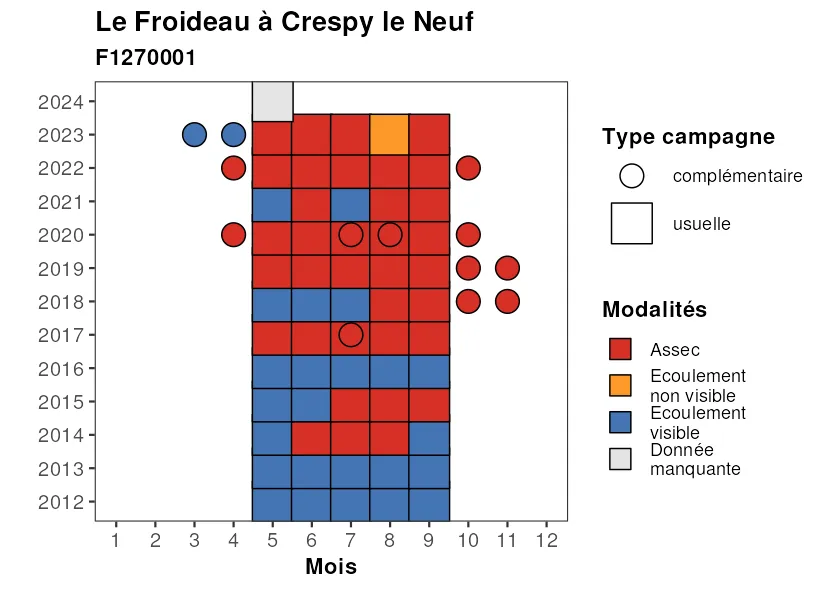 Le Froideau à Crespy le Neuf
F1270001
2024
2023
2022
2021
2020
2019
2018
2017
2016
2015
2014
2013
2012
1 2 3 4 5 6 7 8 9 10 11 12
Mois
Type campagne
complémentaire
usuelle
Modalités
Assec
Ecoulement
non visible
Ecoulement
visible
Donnée
manquante